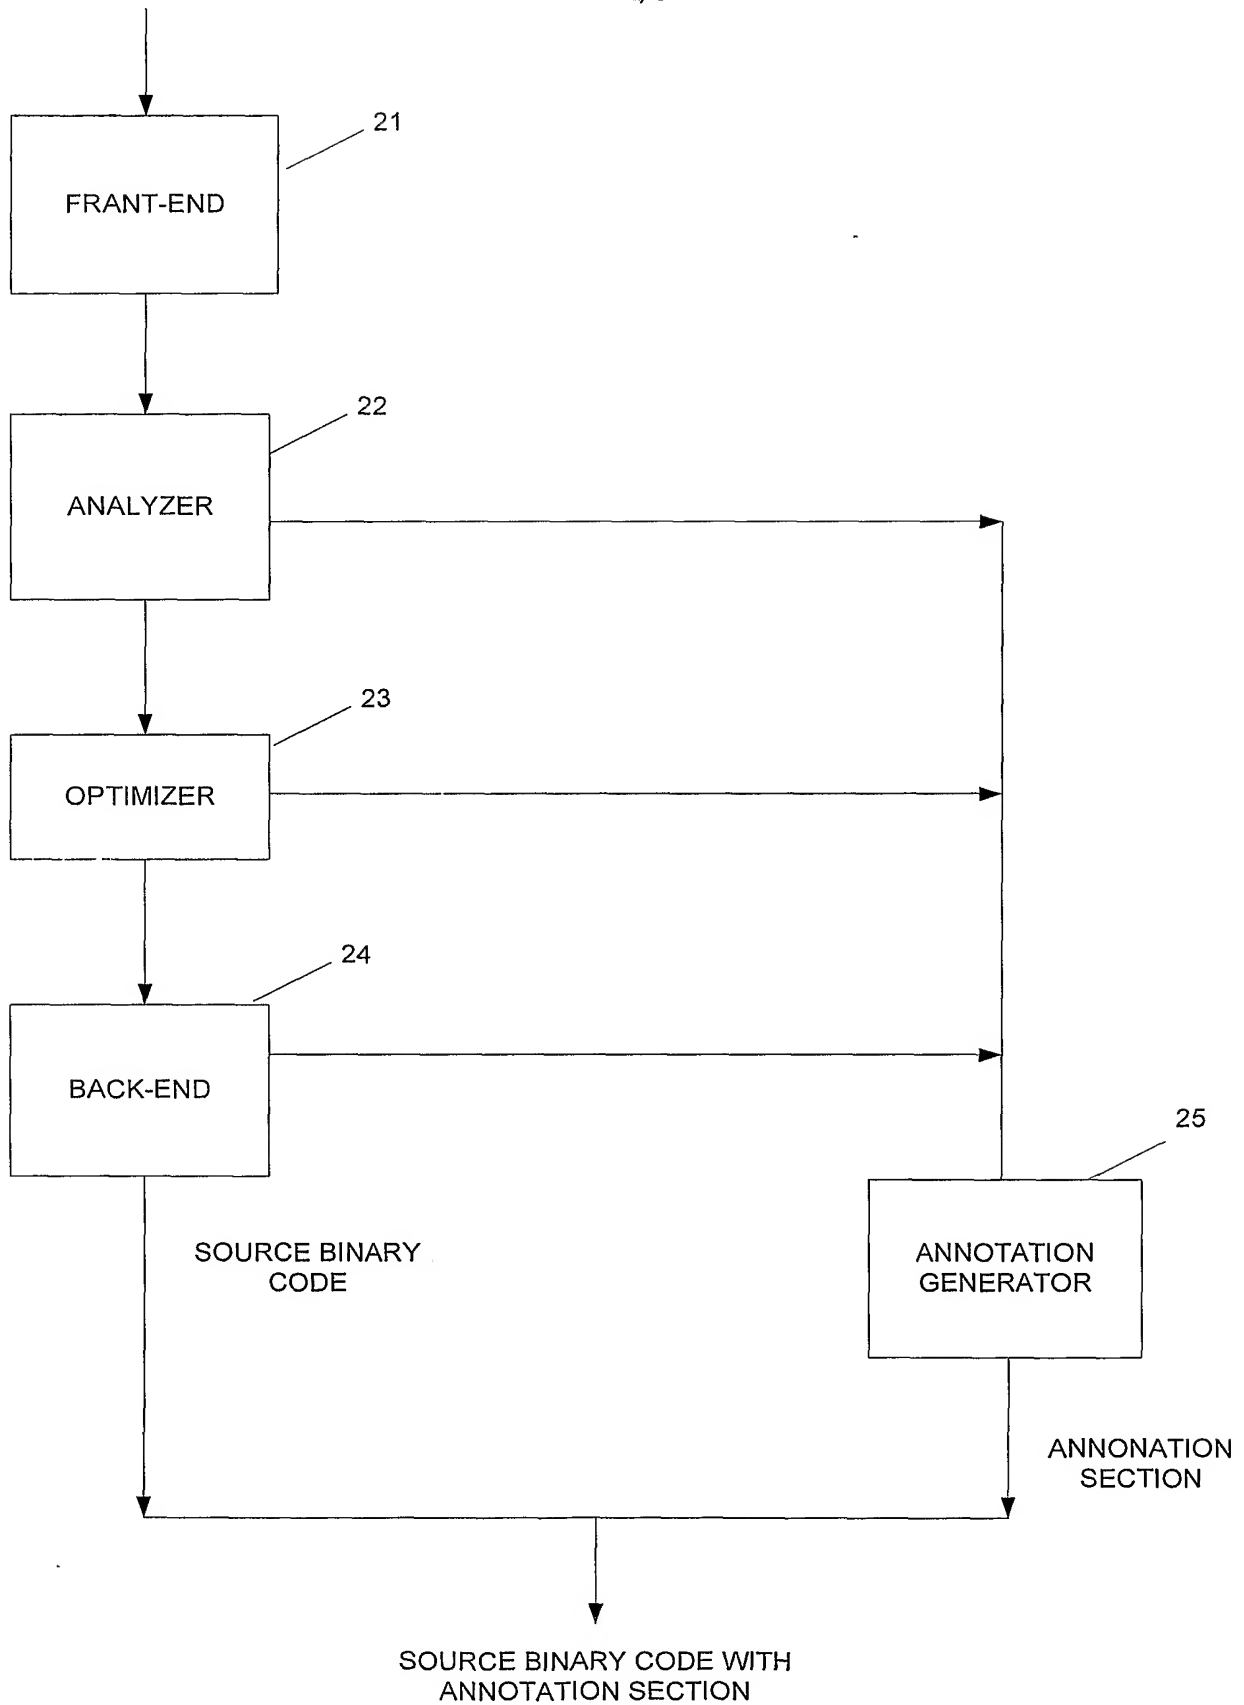 21
FRANT-END
22
ANALYZER
23
OPTIMIZER
24
BACK-END
25
SOURCE BINARY
CODE
ANNOTATION
GENERATOR
ANNONATION
SECTION
SOURCE BINARY CODE WITH
ANNOTATION SECTION